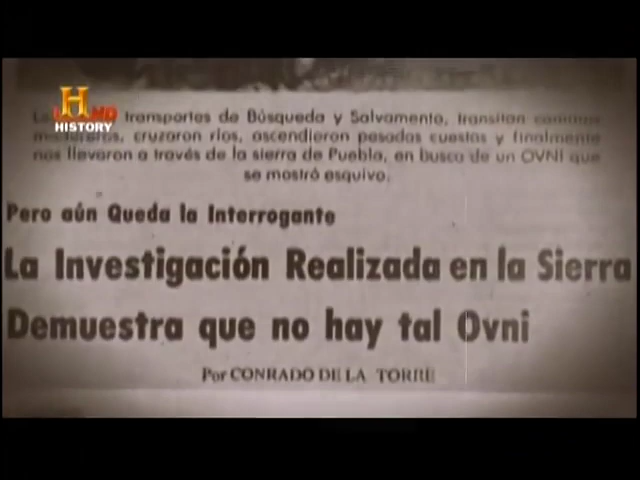 H
HISTORY
transportes de Búsqueda y Salvamento, transitan caminos
cruzaron ríos, ascendieron pesadas cuestas y finalmente
nos llevaron a través de la sierra de Puebla, en busca de un OVNI que
se mostró esquivo.
Pero aún Queda la Interrogante
La Investigación Realizada en la Sierra
Demuestra que no hay tal Ovni
Por CONRADO DE LA TORRE